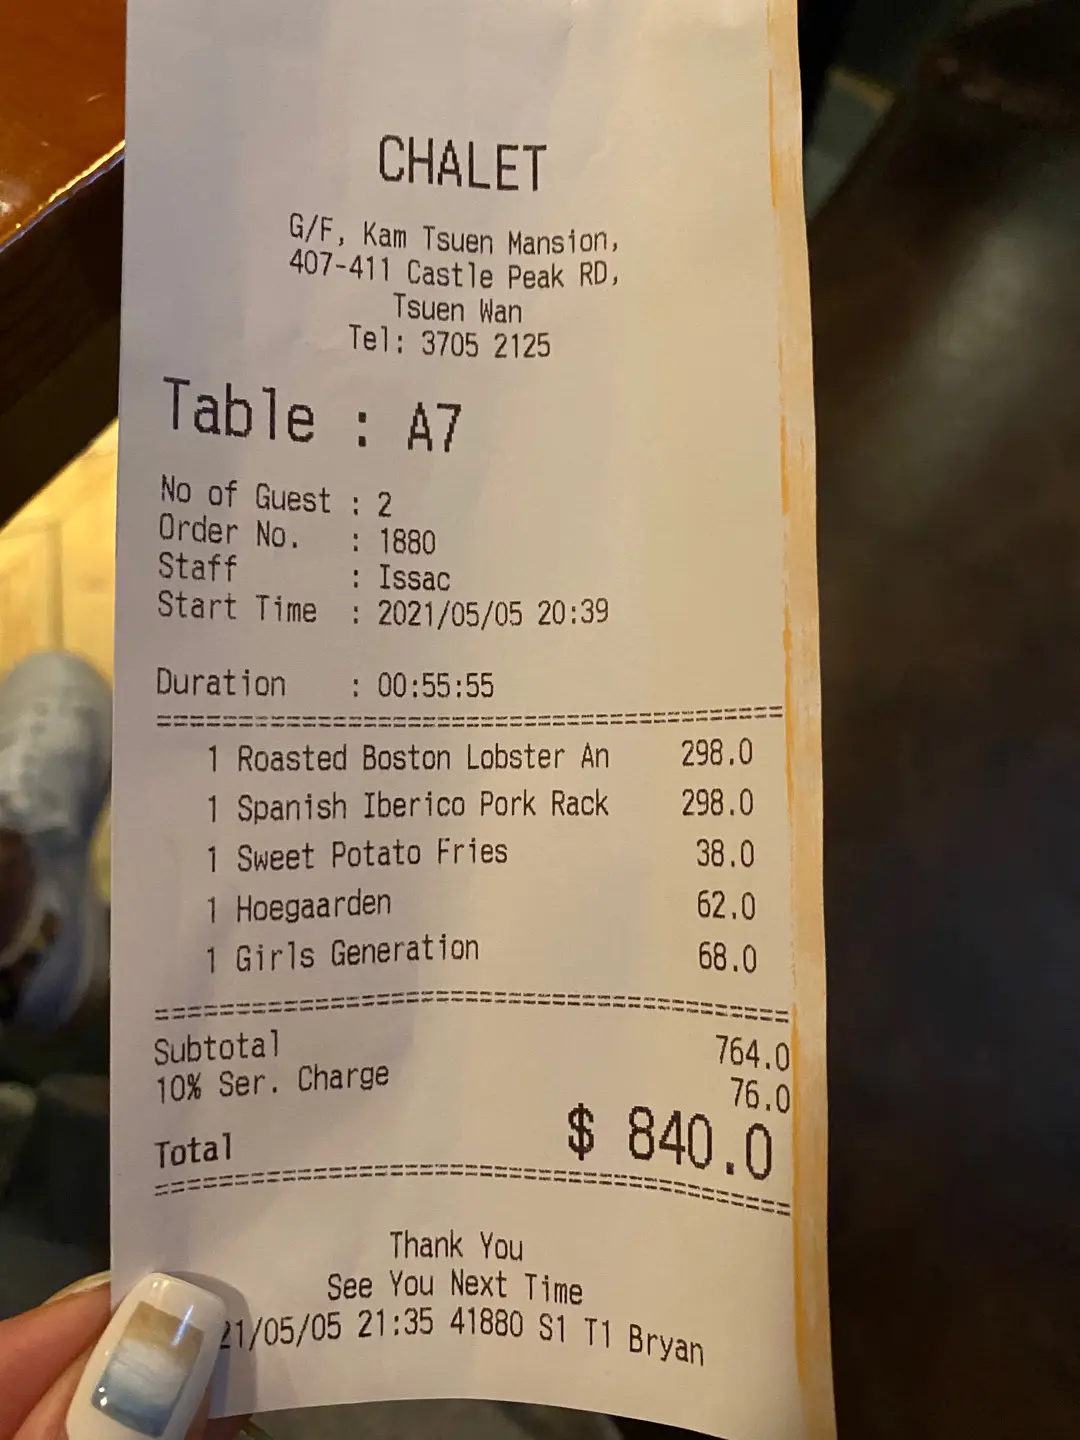 CHALET
G/F, Kam Tsuen Mansion,
407-411 Castle Peak RD,
Tsuen Wan
Tel: 3705 2125
Table : A7
No of Guest : 2
Order No. : 1880
Staff : Issac
Start Time : 2021/05/05 20:39
Duration : 00:55:55
1 Roasted Boston Lobster An 298.0
1 Spanish Iberico Pork Rack 298.0
1 Sweet Potato Fries 38.0
1 Hoegaarden 62.0
1 Girls Generation 68.0
Subtotal 764.0
10% Ser. Charge 76.0
Total $ 840.0
Thank You
See You Next Time
21/05/05 21:35 41880 S1 T1 Bryan